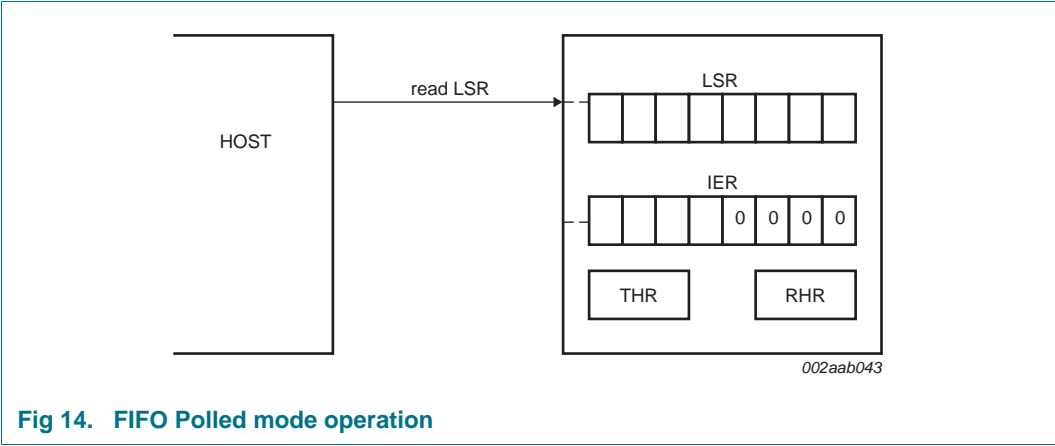 read LSR
HOST
LSR
IER
0 0 0 0
THR
RHR
002aab043
Fig 14. FIFO Polled mode operation